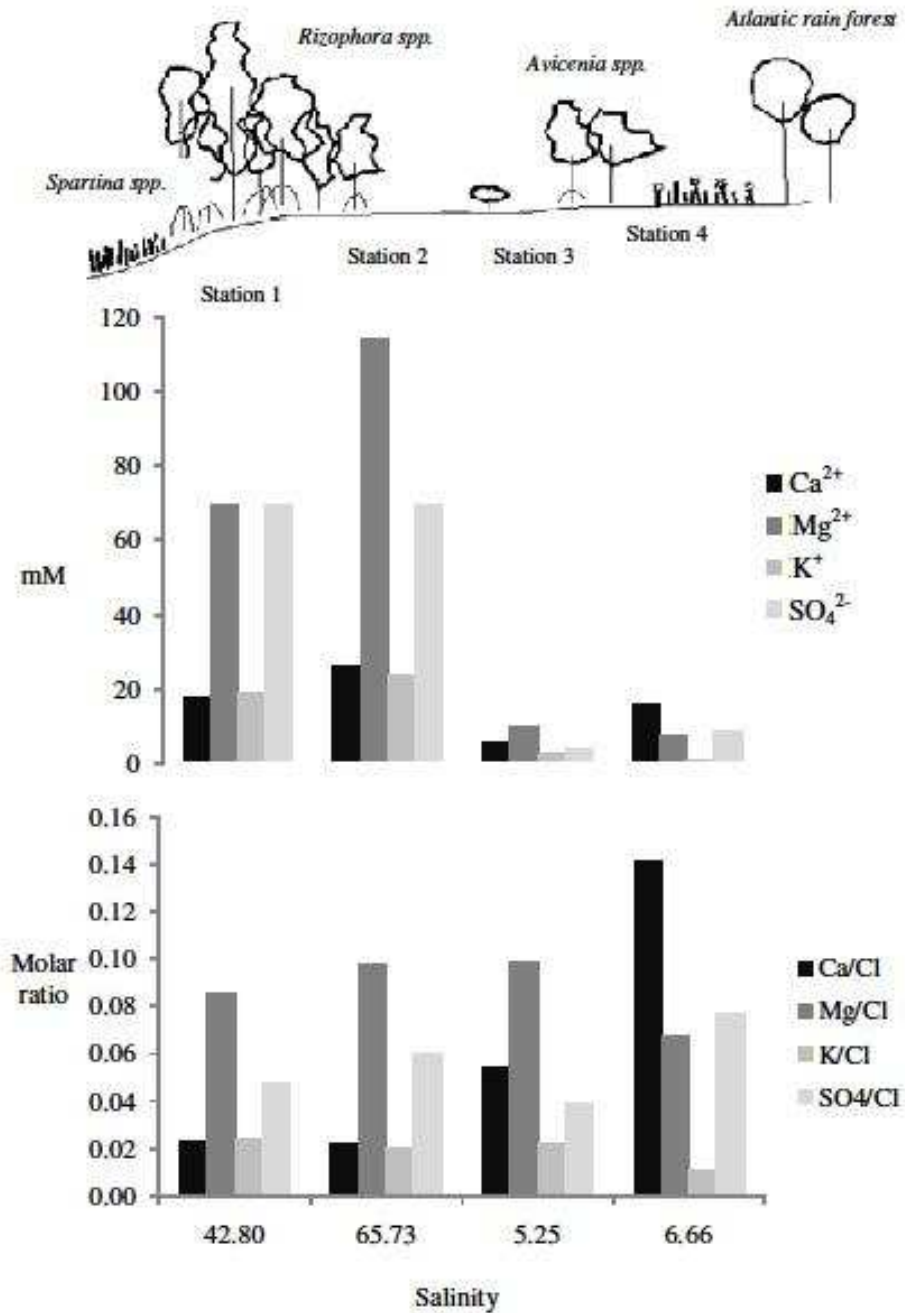 Atlantic rain forest
Rizophora spp.
Avicenia spp.
Spartina spp.
Station 4
Station 2
Station 3
Station 1
120
100
80
60
40
20
0
mM
Ca²⁺
Mg²⁺
K⁺
SO₄²⁻
0.16
0.14
0.12
0.10
0.08
0.06
0.04
0.02
0.00
Molar
ratio
Ca/Cl
Mg/Cl
K/Cl
SO4/Cl
42.80 65.73 5.25 6.66
Salinity